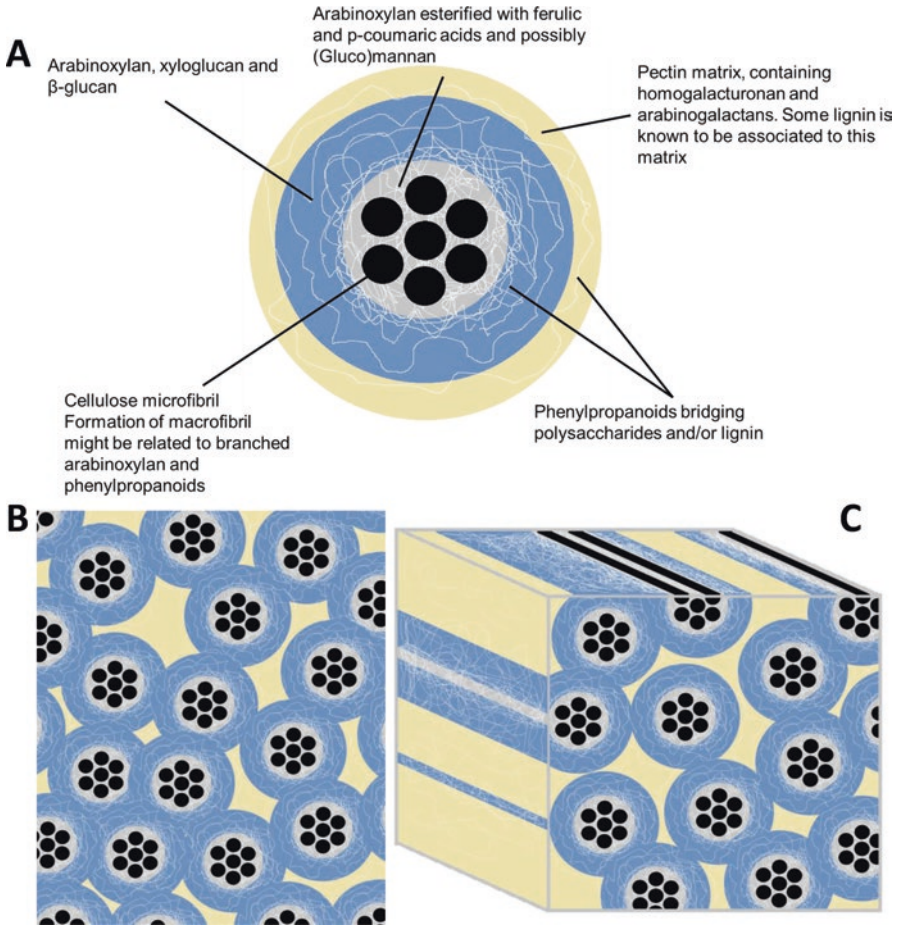 A
Arabinoxylan esterified with ferulic
and p-coumaric acids and possibly
(Gluco)mannan
Arabinoxylan, xyloglucan and
β-glucan
Pectin matrix, containing
homogalacturonan and
arabinogalactans. Some lignin is
known to be associated to this
matrix
Cellulose microfibril
Formation of macrofibril
might be related to branched
arabinoxylan and
phenylpropanoids
Phenylpropanoids bridging
polysaccharides and/or lignin
B
C